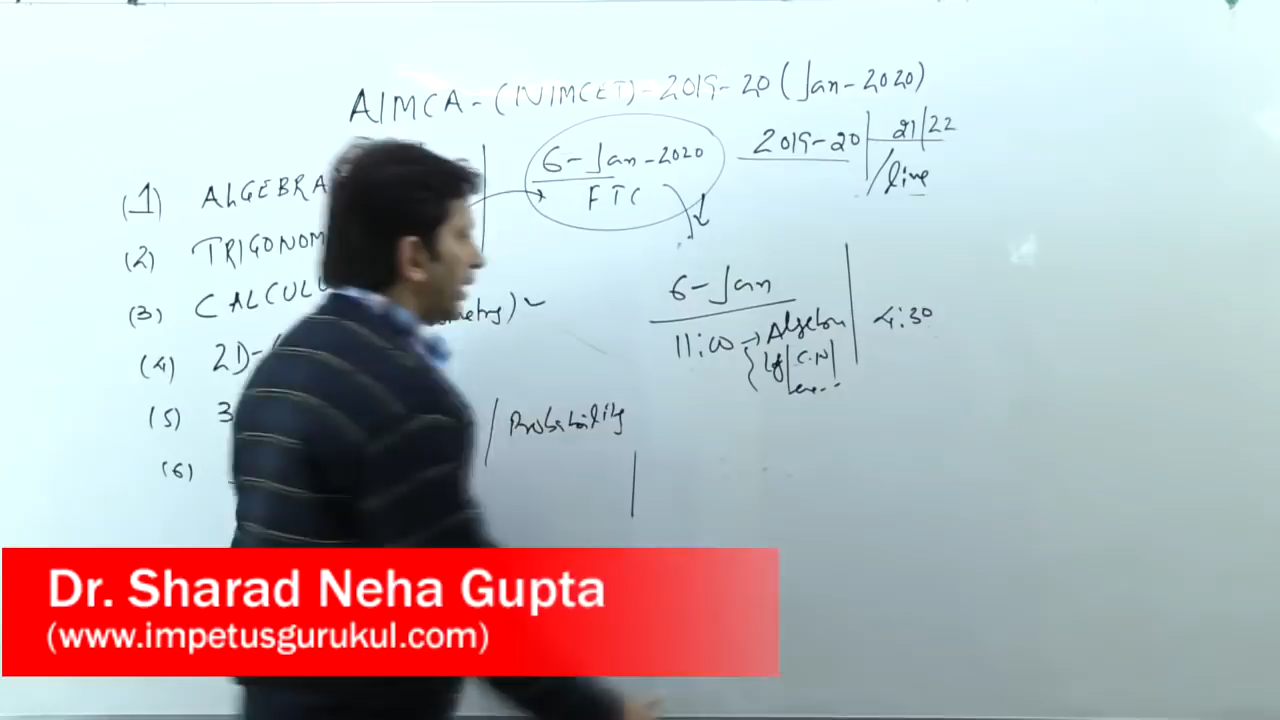 AIMCA - (NIMCET) - 2019-20 (Jan-2020)
(1) ALGEBRA
(2) TRIGONOM
(3) CALCULU
(4) 2D-
(5) 3
(6)
6-Jan-2020
FTC
2019-20
21/22
/line
6-Jan
11:00 → Algebra
C.N
4:30
Probability
Dr. Sharad Neha Gupta
(www.impetusgurukul.com)